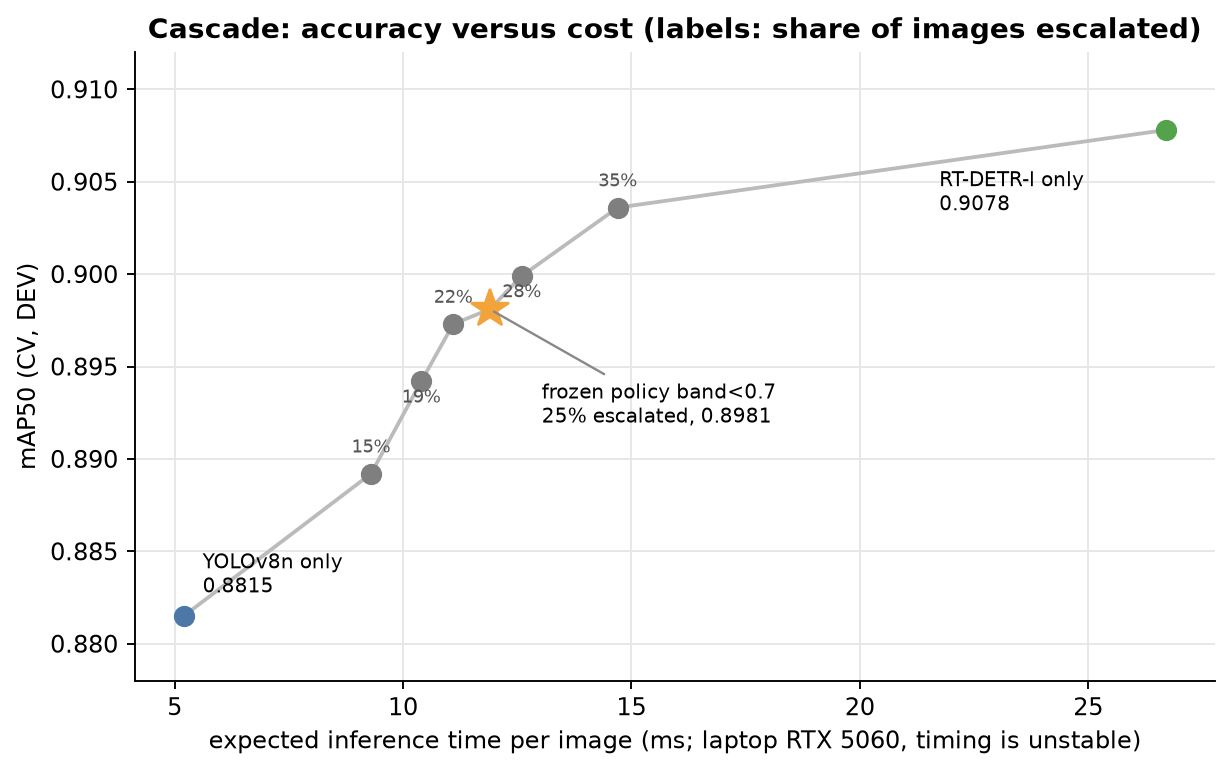 Cascade: accuracy versus cost (labels: share of images escalated)
0.910
0.905
0.900
0.895
0.890
0.885
0.880
mAP50 (CV, DEV)
35%
RT-DETR-l only
0.9078
28%
22%
frozen policy band<0.7
25% escalated, 0.8981
19%
15%
YOLOv8n only
0.8815
5
10
15
20
25
expected inference time per image (ms; laptop RTX 5060, timing is unstable)